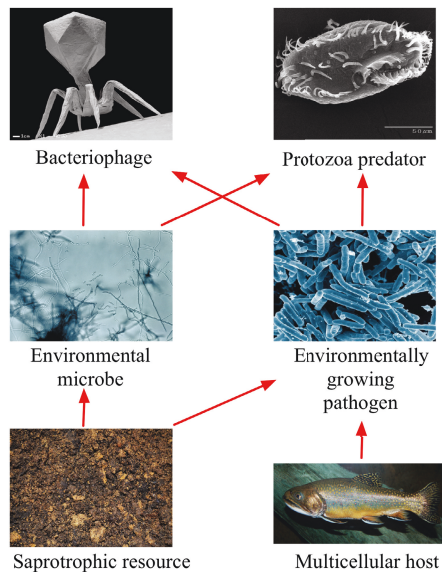 Bacteriophage
Protozoa predator
Environmental
microbe
Environmentally
growing
pathogen
Saprotrophic resource
Multicellular host